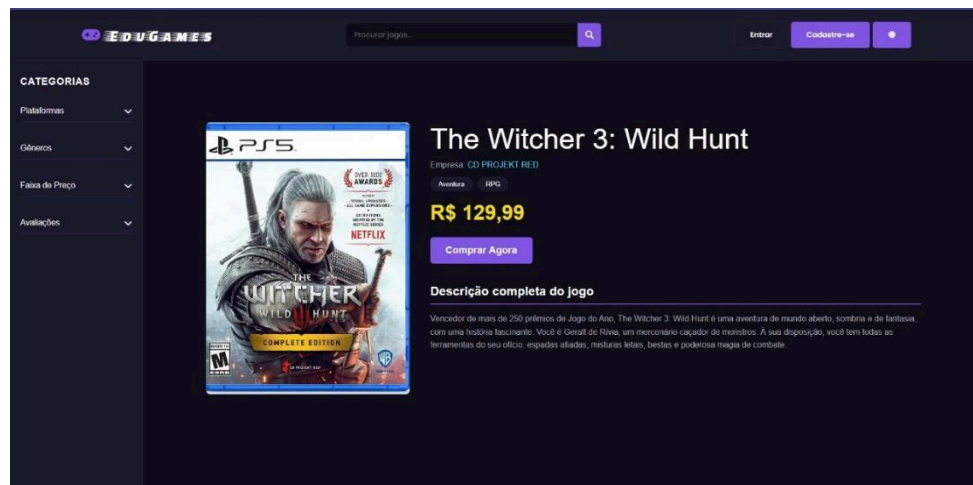 EDUGAMES
Procurar jogos...
Entrar
Cadastre-se
CATEGORIAS
Plataformas
Gêneros
Faixa de Preço
Avaliações
PS5
OVER 250
AWARDS
NETFLIX
THE
WITCHER
WILD HUNT
COMPLETE EDITION
M
CD PROJEKT RED
The Witcher 3: Wild Hunt
Empresa: CD PROJEKT RED
Aventura RPG
R$ 129,99
Comprar Agora
Descrição completa do jogo
Vencedor de mais de 250 prêmios de Jogo do Ano, The Witcher 3: Wild Hunt é uma aventura de mundo aberto, sombria e de fantasia,
com uma história fascinante. Você é Geralt de Rívia, um mercenário caçador de monstros. À sua disposição, você tem todas as
ferramentas do seu ofício: espadas afiadas, misturas letais, bestas e poderosa magia de combate.